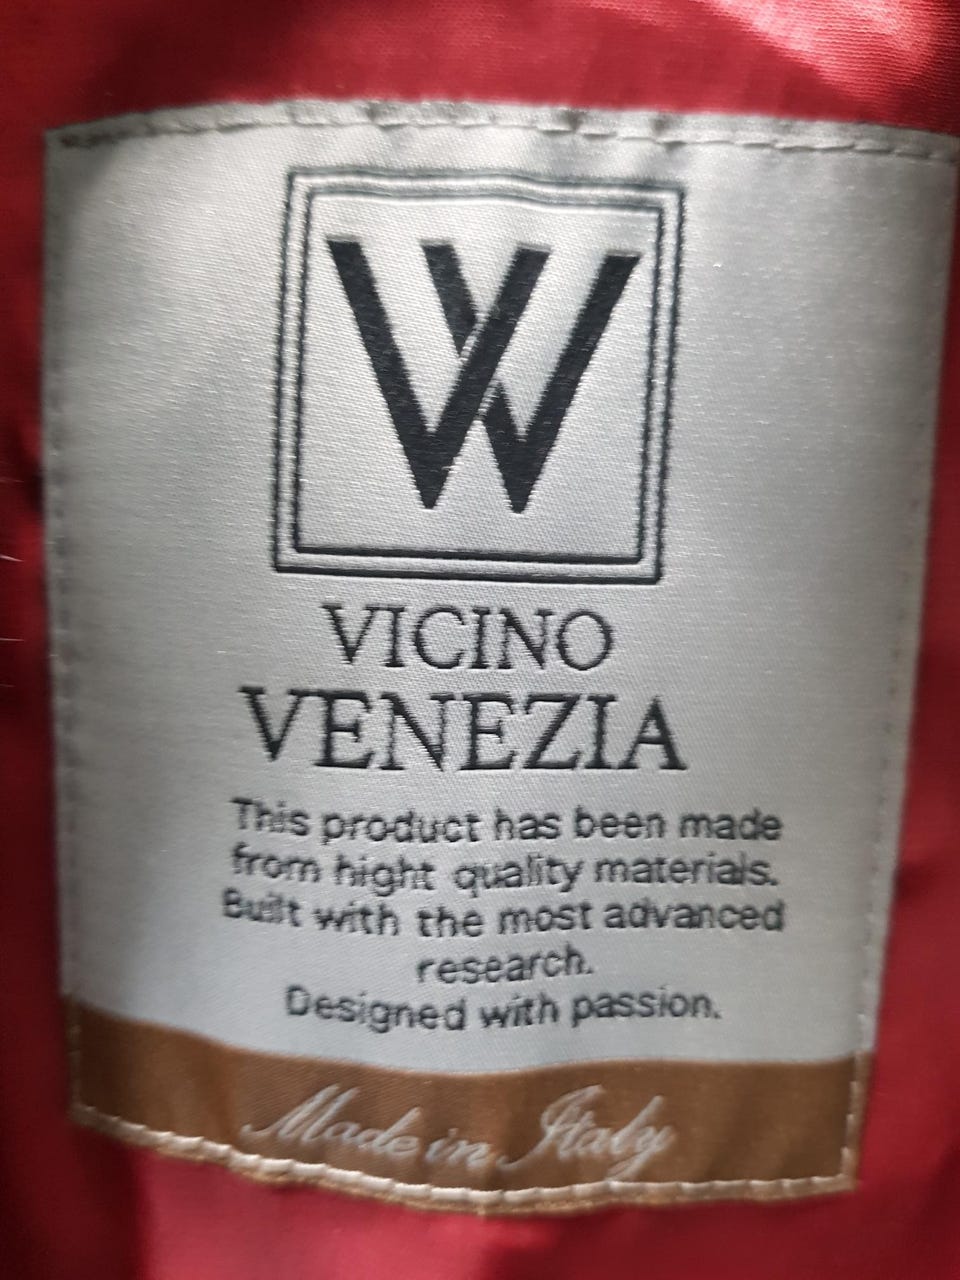 VV
VICINO
VENEZIA
This product has been made
from hight quality materials.
Built with the most advanced
research.
Designed with passion.
Made in Italy